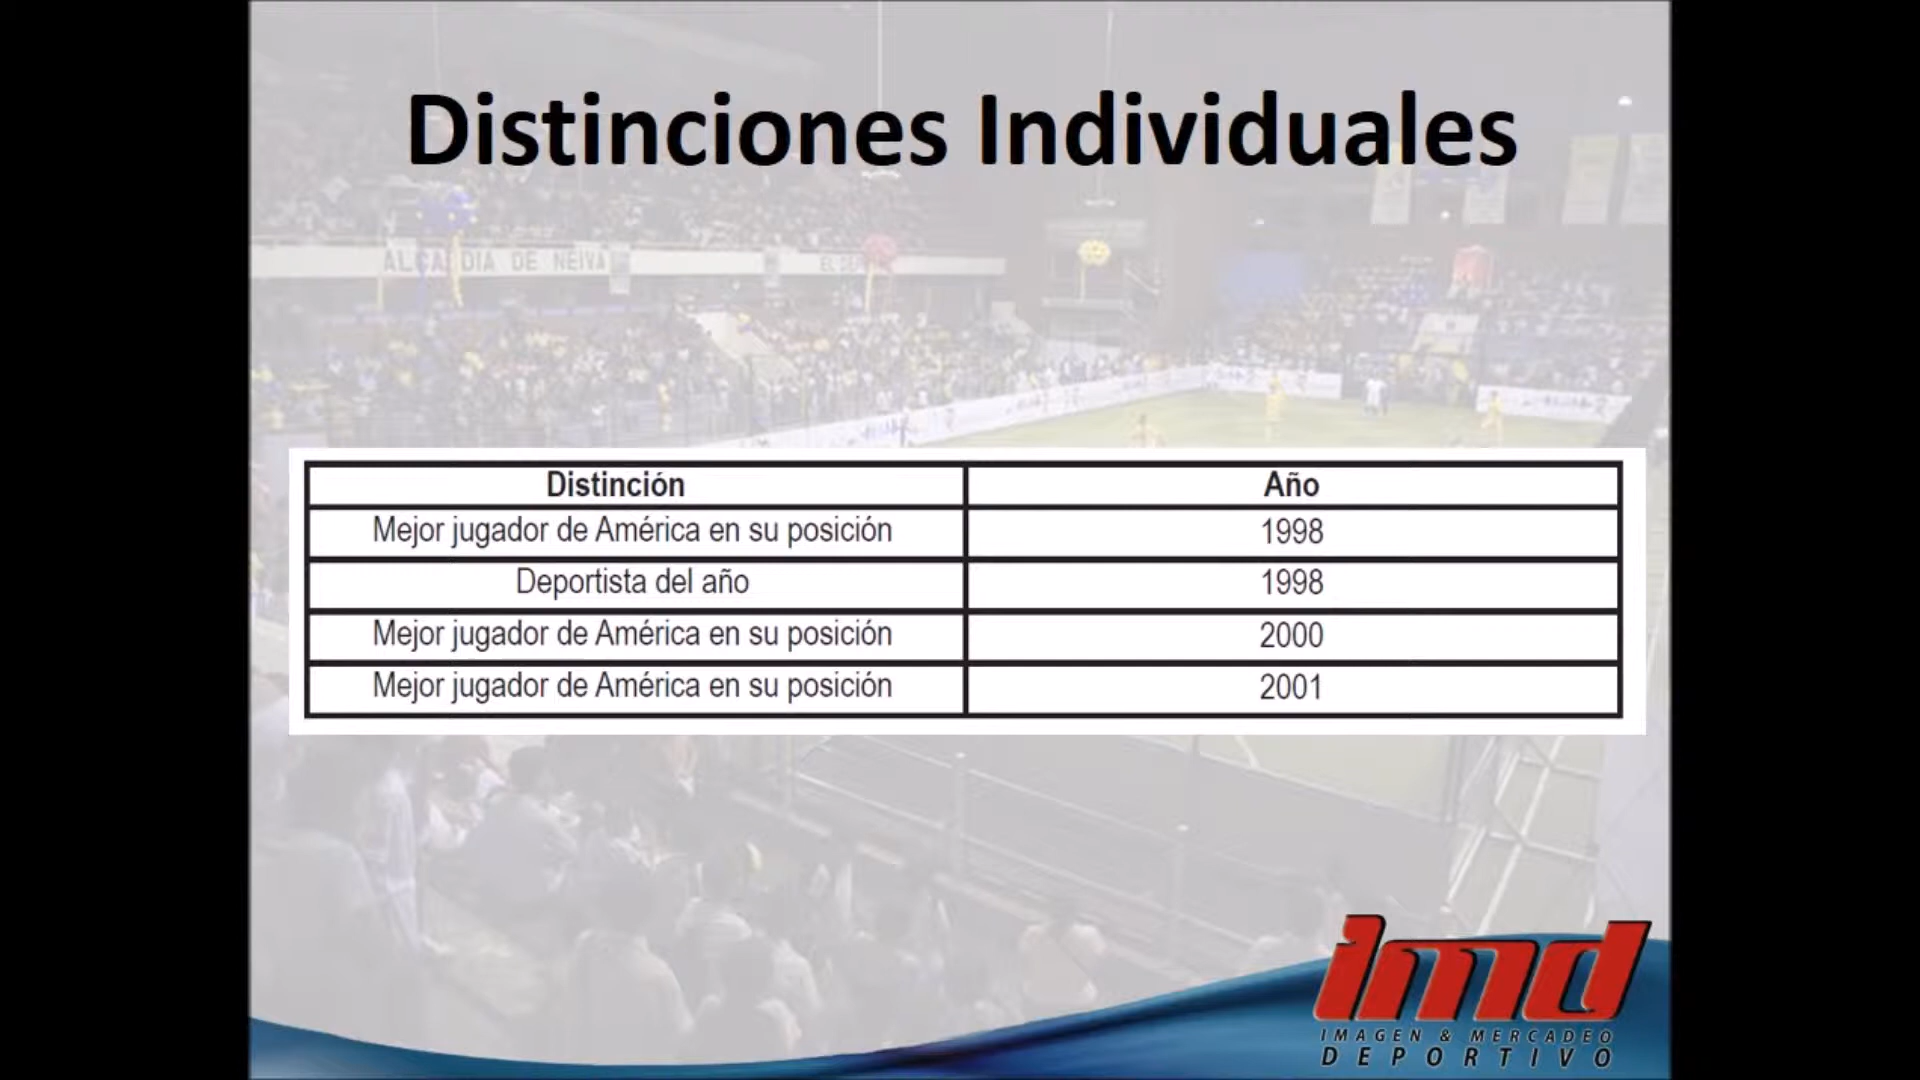 Distinciones Individuales
ALCALDIA DE NEIVA
Distinción Año
Mejor jugador de América en su posición 1998
Deportista del año 1998
Mejor jugador de América en su posición 2000
Mejor jugador de América en su posición 2001
imd
IMAGEN & MERCADEO
DEPORTIVO